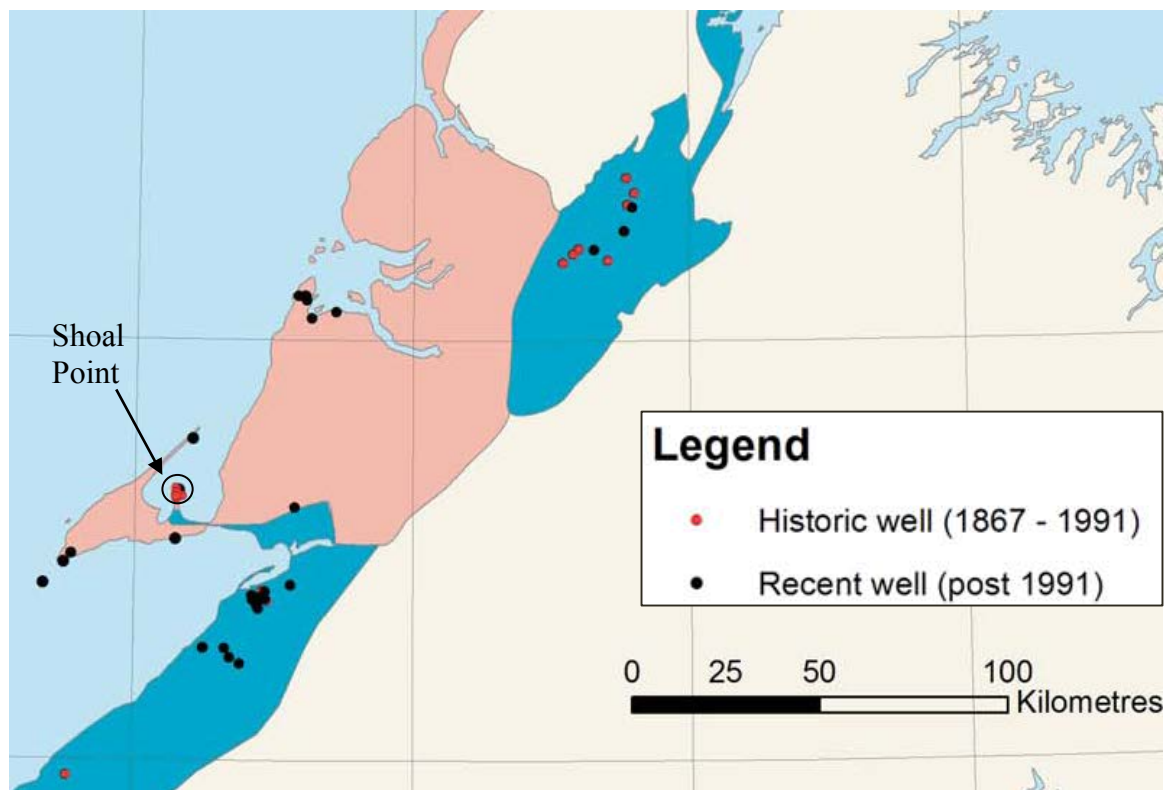 Shoal
Point
Legend
Historic well (1867 - 1991)
Recent well (post 1991)
0 25 50 100
Kilometres